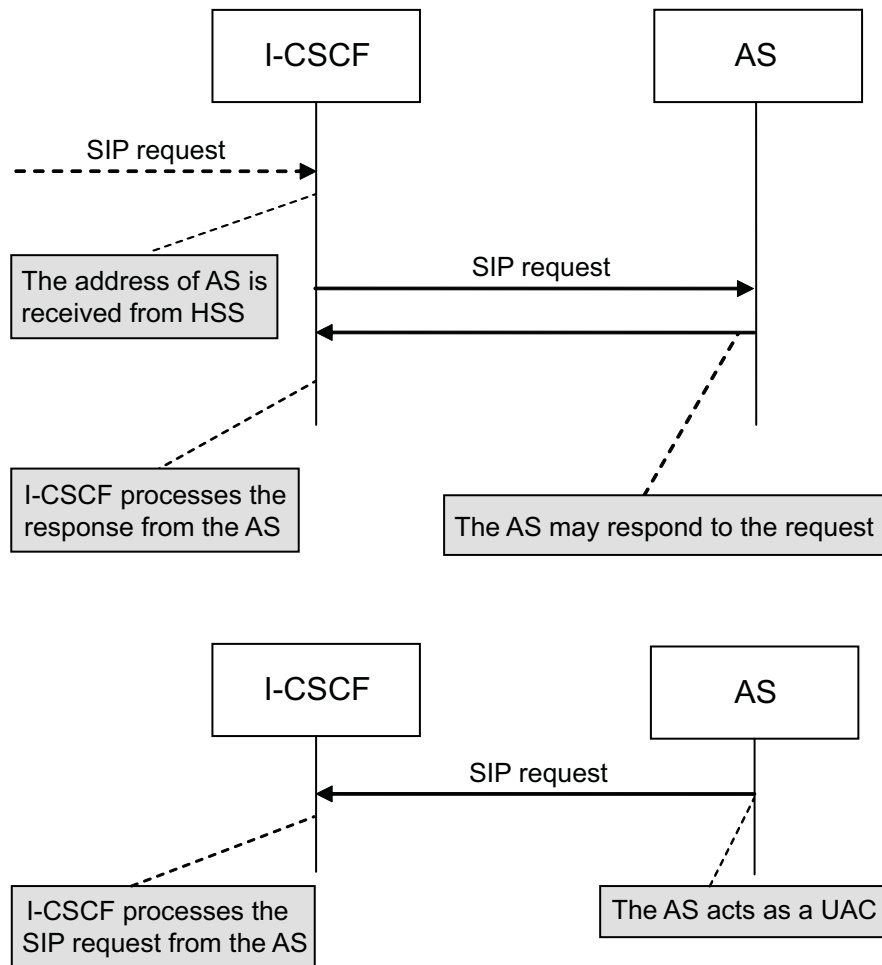 I-CSCF
AS
SIP request
The address of AS is
received from HSS
SIP request
I-CSCF processes the
response from the AS
The AS may respond to the request
I-CSCF
AS
SIP request
I-CSCF processes the
SIP request from the AS
The AS acts as a UAC